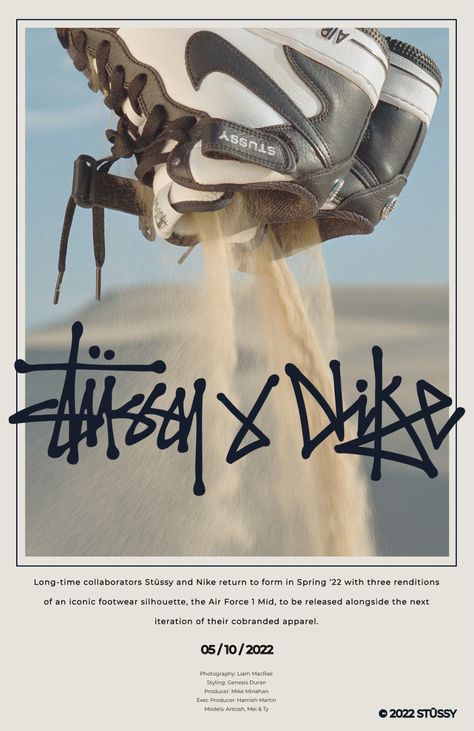 AIR
STÜSSY
Stüssy & Nike
Long-time collaborators Stüssy and Nike return to form in Spring ’22 with three renditions
of an iconic footwear silhouette, the Air Force 1 Mid, to be released alongside the next
iteration of their cobranded apparel.
05 / 10 / 2022
Photography: Liam MacRae
Styling: Genesis Duran
Producer: Mike Minahan
Exec Producer: Hamish Martin
Models: Antosh, Mei & Ty
© 2022 STÜSSY